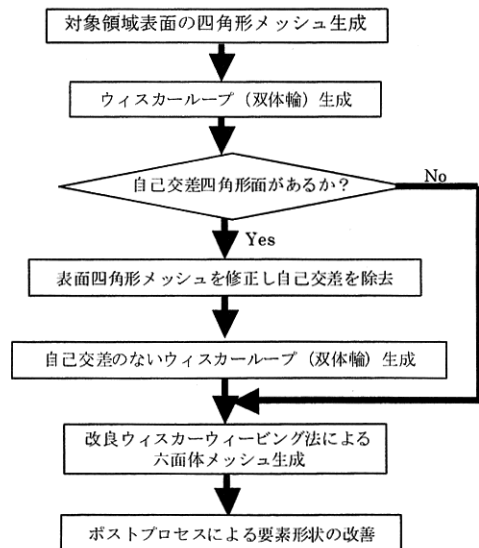 対象領域表面の四角形メッシュ生成
ウィスカーループ（双体輪）生成
自己交差四角形面があるか？
No
Yes
表面四角形メッシュを修正し自己交差を除去
自己交差のないウィスカーループ（双体輪）生成
改良ウィスカーウィービング法による
六面体メッシュ生成
ポストプロセスによる要素形状の改善